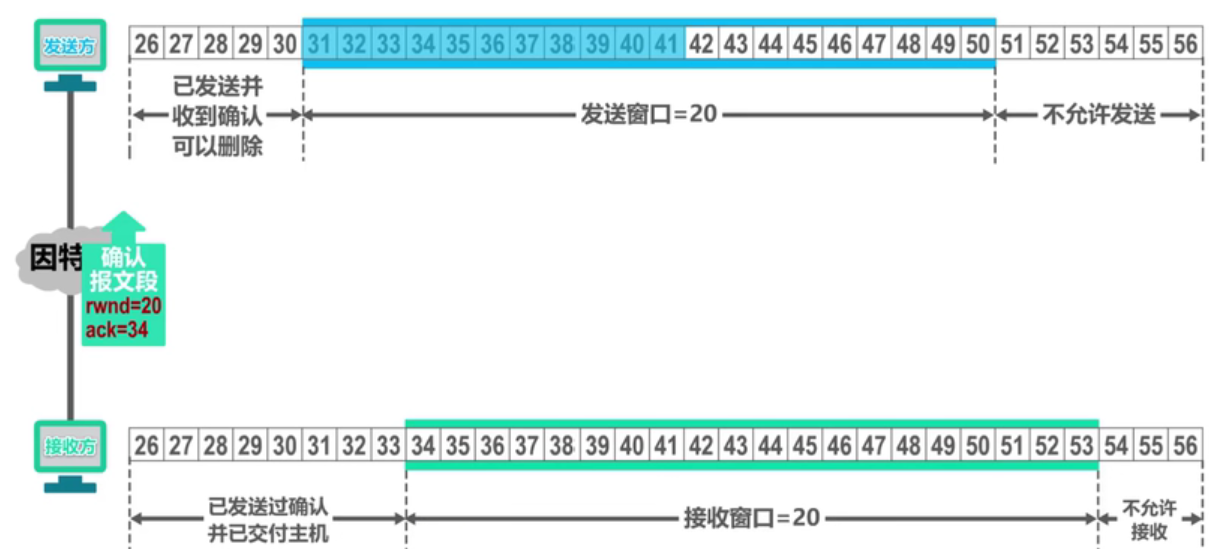 发送方
26 27 28 29 30 31 32 33 34 35 36 37 38 39 40 41 42 43 44 45 46 47 48 49 50 51 52 53 54 55 56
已发送并
收到确认
可以删除
发送窗口=20
不允许发送
因特
确认
报文段
rwnd=20
ack=34
接收方
26 27 28 29 30 31 32 33 34 35 36 37 38 39 40 41 42 43 44 45 46 47 48 49 50 51 52 53 54 55 56
已发送过确认
并已交付主机
接收窗口=20
不允许
接收